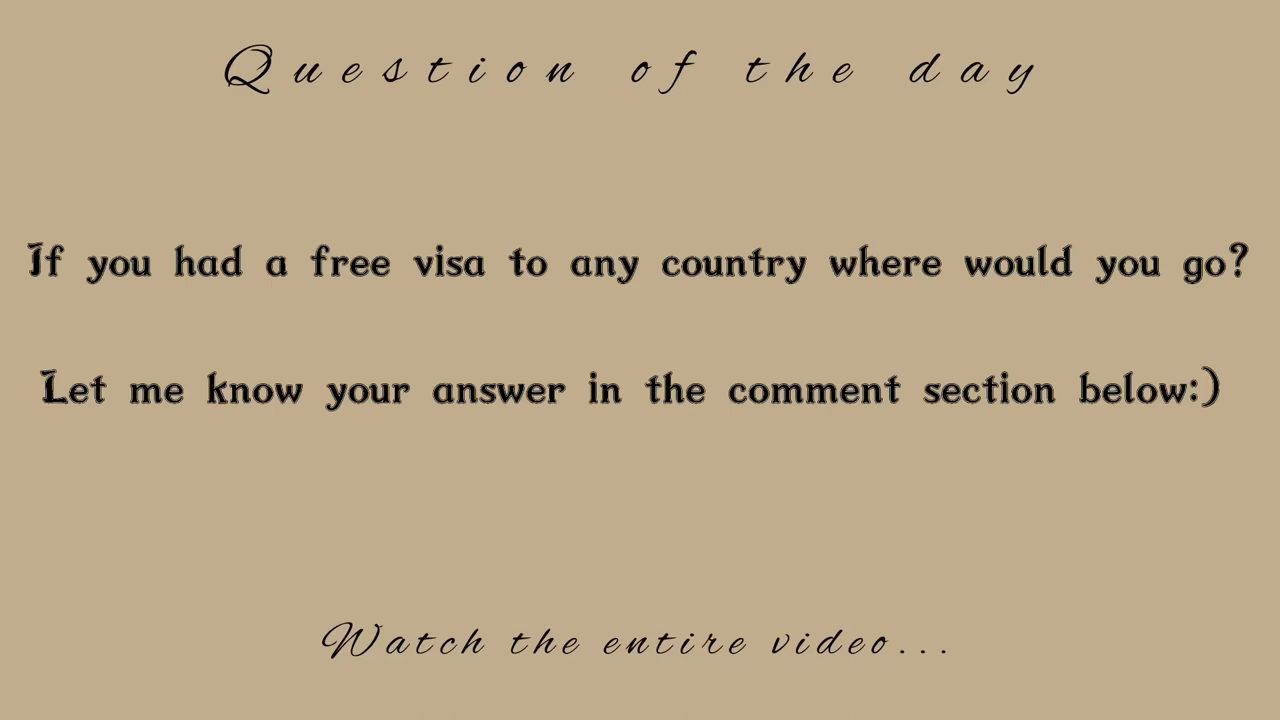 Question of the day
If you had a free visa to any country where would you go?
Let me know your answer in the comment section below:)
Watch the entire video...